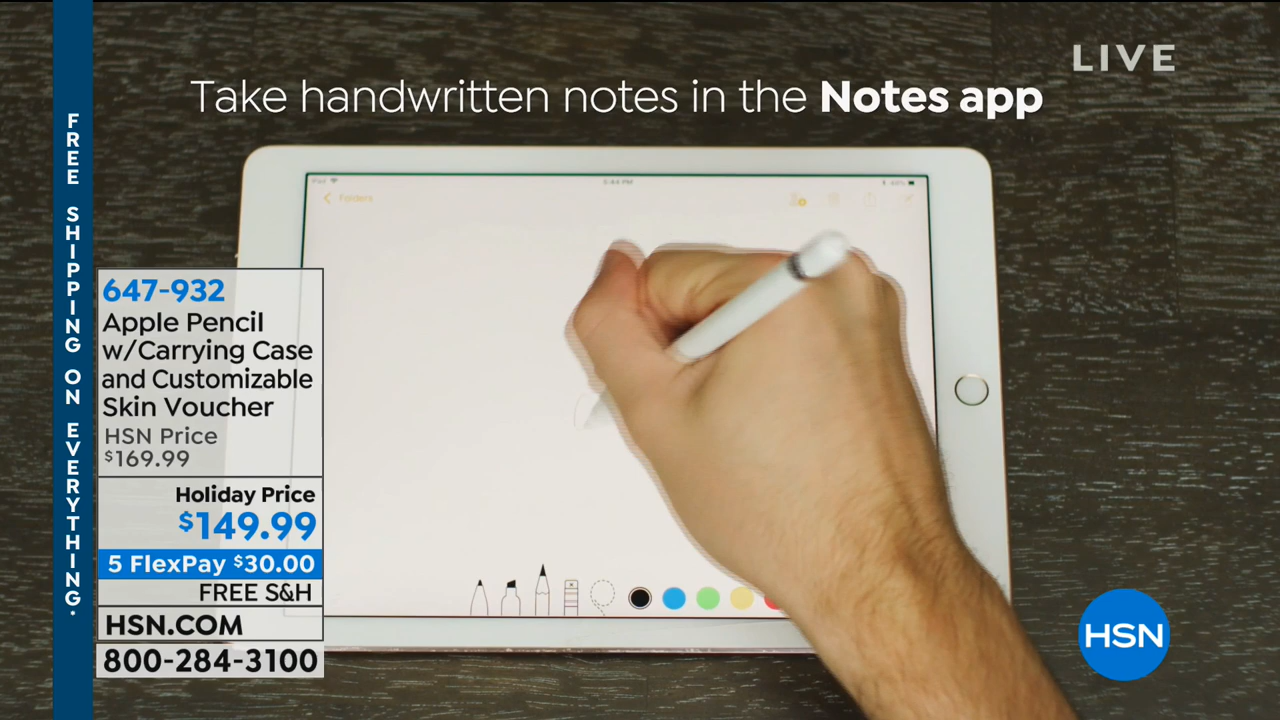 LIVE
Take handwritten notes in the Notes app
FREE SHIPPING ON EVERYTHING.*
Folders
647-932
Apple Pencil
w/Carrying Case
and Customizable
Skin Voucher
HSN Price
$169.99
Holiday Price
$149.99
5 FlexPay $30.00
FREE S&H
HSN.COM
800-284-3100
HSN